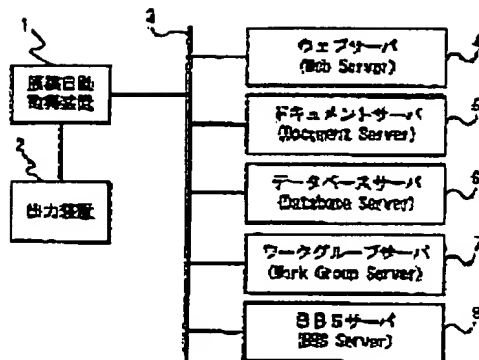 1
3
ウェブサーバ
(Web Server)
4
ドキュメントサーバ
(Document Server)
5
2
出力装置
データベースサーバ
(Database Server)
6
ワークグループサーバ
(Work Group Server)
7
BBSサーバ
(BBS Server)
8